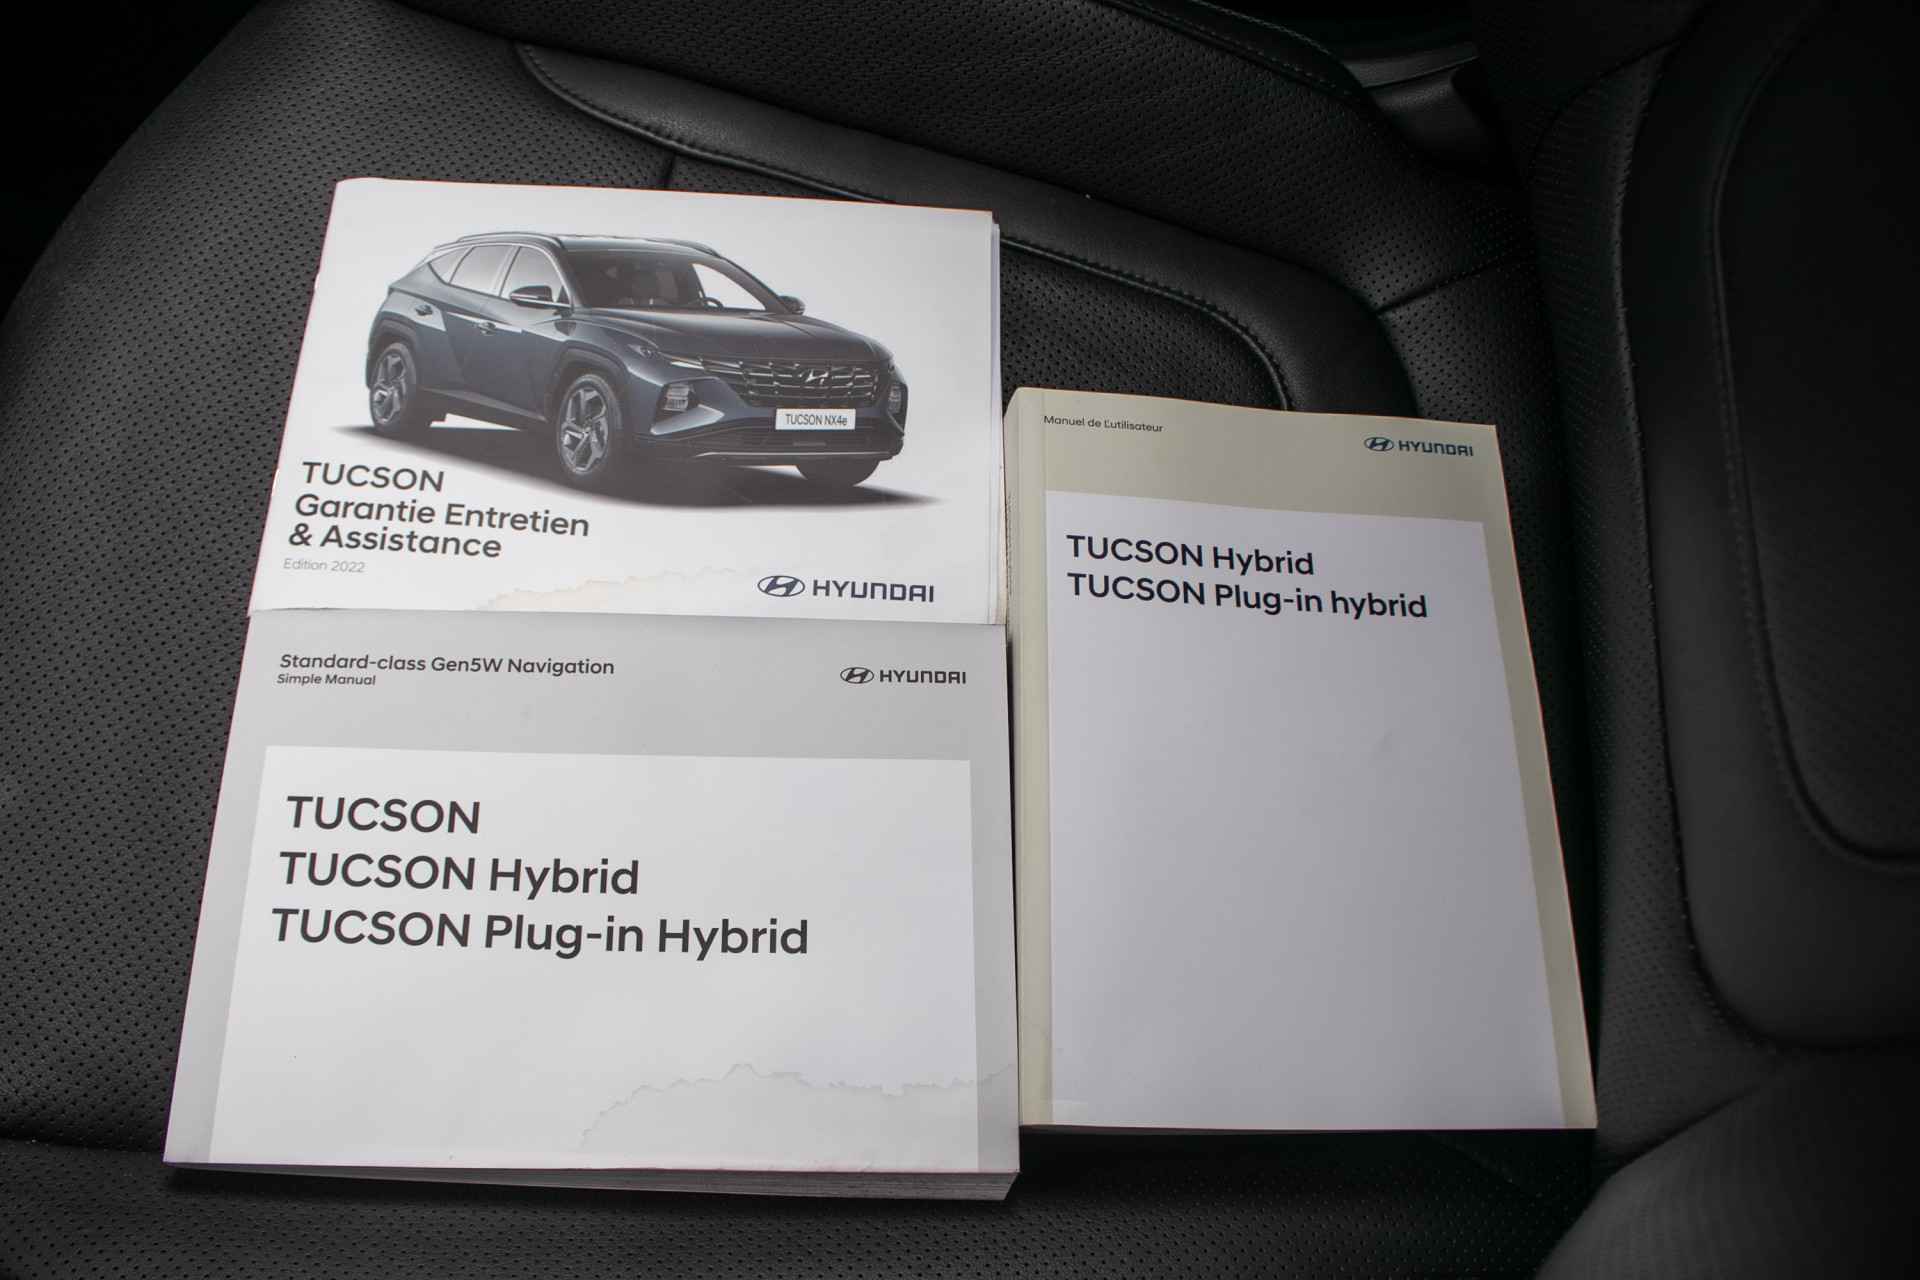 TUCSON NX4e
TUCSON
Garantie Entretien
& Assistance
Edition 2022
HYUNDAI
Standard-class Gen5W Navigation
Simple Manual
HYUNDAI
TUCSON
TUCSON Hybrid
TUCSON Plug-in Hybrid
Manuel de L'utilisateur
HYUNDAI
TUCSON Hybrid
TUCSON Plug-in hybrid